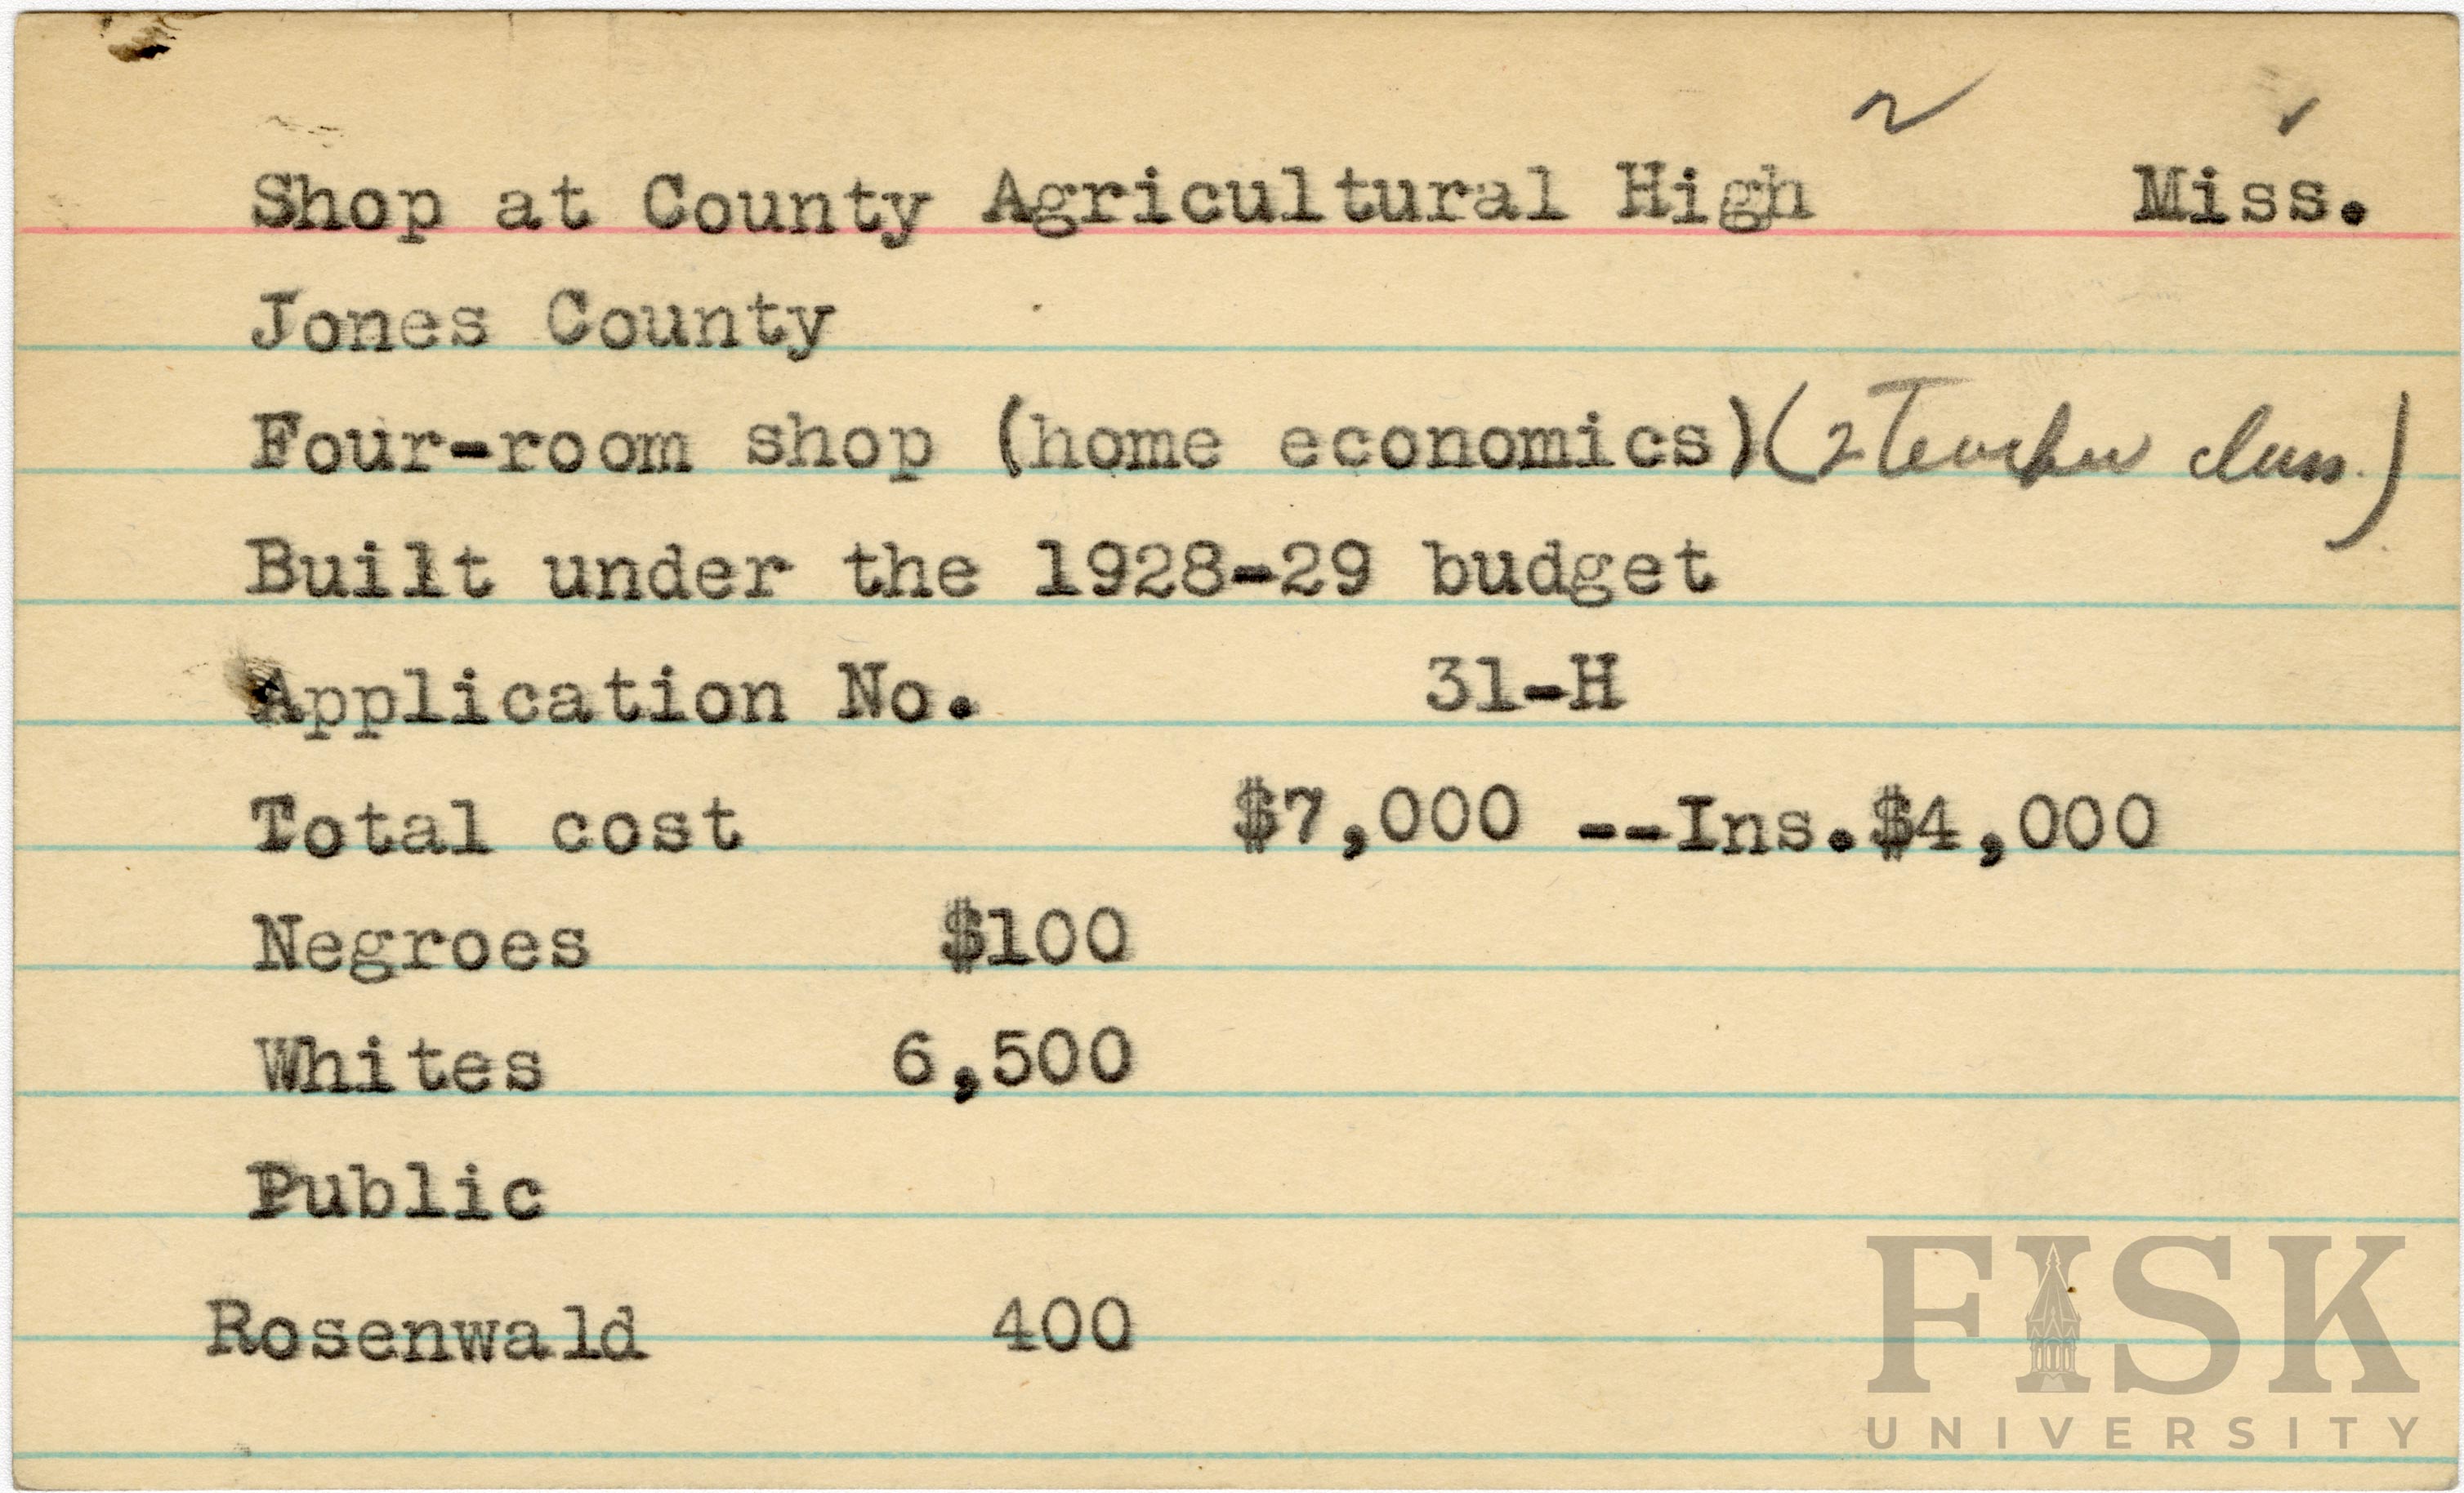 Shop at County Agricultural High Miss.
Jones County
Four-room shop (home economics) (2 Teacher class.)
Built under the 1928-29 budget
Application No. 31-H
Total cost $7,000 --Ins.$4,000
Negroes $100
Whites 6,500
Public
Rosenwald 400
FISK
UNIVERSITY